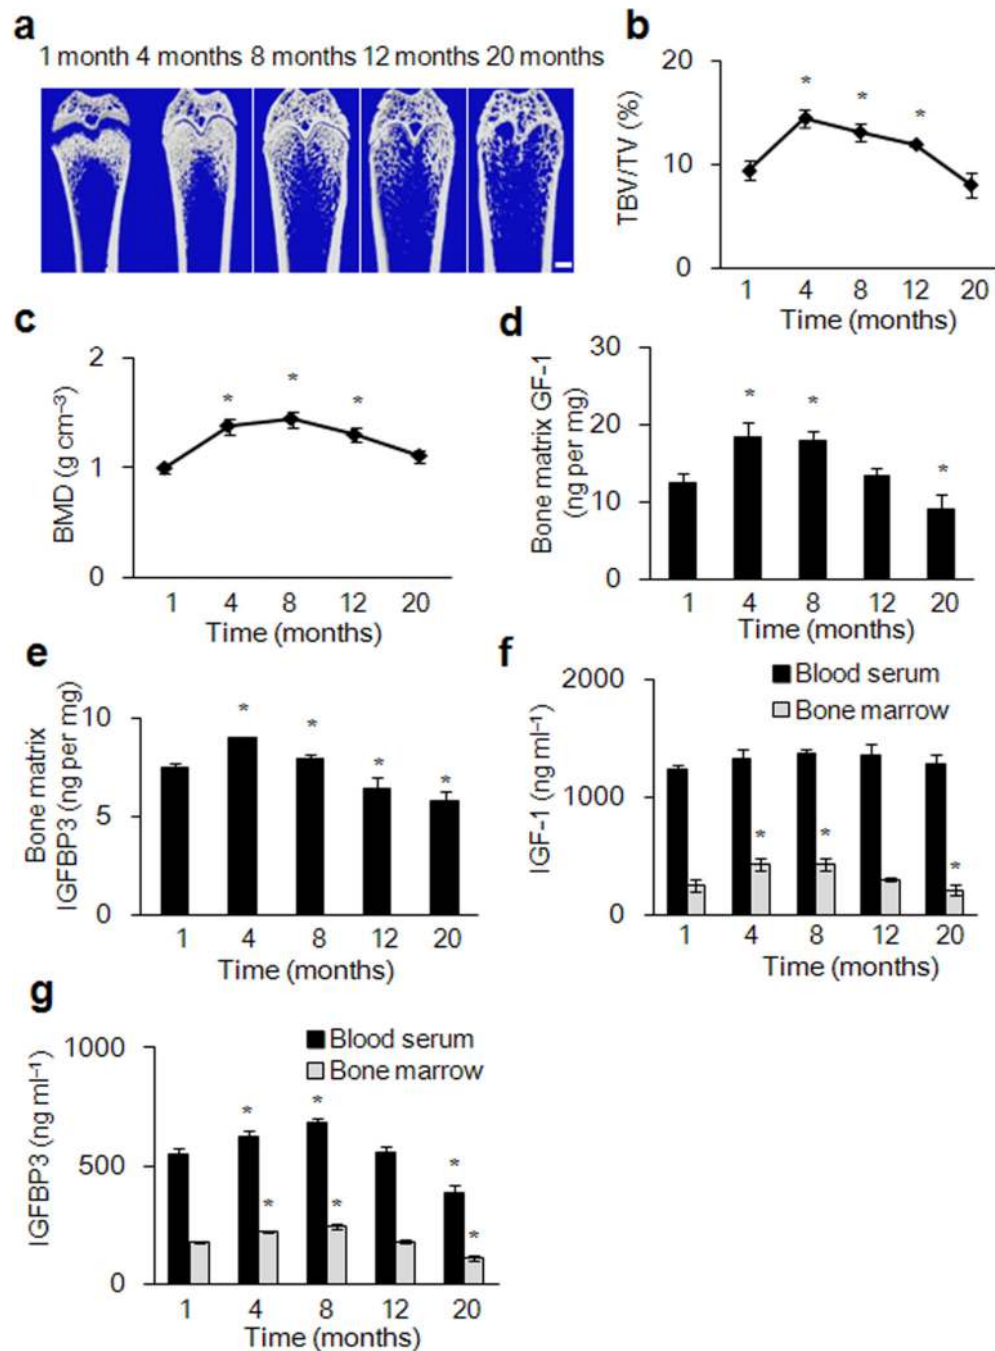 a
1 month 4 months 8 months 12 months 20 months
b
20
10
0
TBV/TV (%)
* * *
1 4 8 12 20
Time (months)
c
2
1
0
BMD (g cm⁻³)
* * *
1 4 8 12 20
Time (months)
d
30
20
10
0
Bone matrix GF-1
(ng per mg)
* * *
1 4 8 12 20
Time (months)
e
10
5
0
Bone matrix
IGFBP3 (ng per mg)
* * * *
1 4 8 12 20
Time (months)
f
Blood serum
Bone marrow
2000
1000
0
IGF-1 (ng ml⁻¹)
* * *
1 4 8 12 20
Time (months)
g
Blood serum
Bone marrow
1000
500
0
IGFBP3 (ng ml⁻¹)
* * *
* * *
1 4 8 12 20
Time (months)